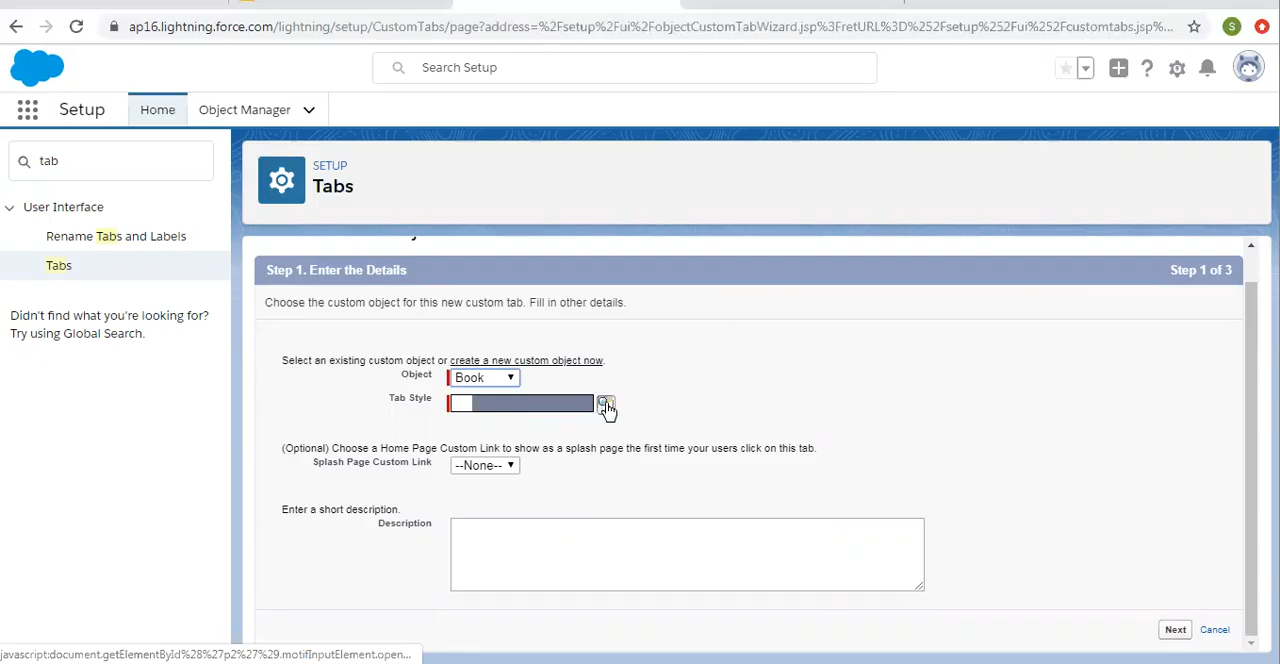 ap16.lightning.force.com/lightning/setup/CustomTabs/page?address=%2Fsetup%2Fui%2FobjectCustomTabWizard.jsp%3FretURL%3D%252Fsetup%252Fui%252Fcustomtabs.jsp%...
S
Search Setup
Setup
Home
Object Manager
tab
User Interface
Rename Tabs and Labels
Tabs
Didn't find what you're looking for?
Try using Global Search.
SETUP
Tabs
Step 1. Enter the Details
Step 1 of 3
Choose the custom object for this new custom tab. Fill in other details.
Select an existing custom object or create a new custom object now.
Object
Book
Tab Style
(Optional) Choose a Home Page Custom Link to show as a splash page the first time your users click on this tab.
Splash Page Custom Link
--None--
Enter a short description.
Description
Next
Cancel
javascript:document.getElementById%28%27p2%27%29.motifInputElement.open...